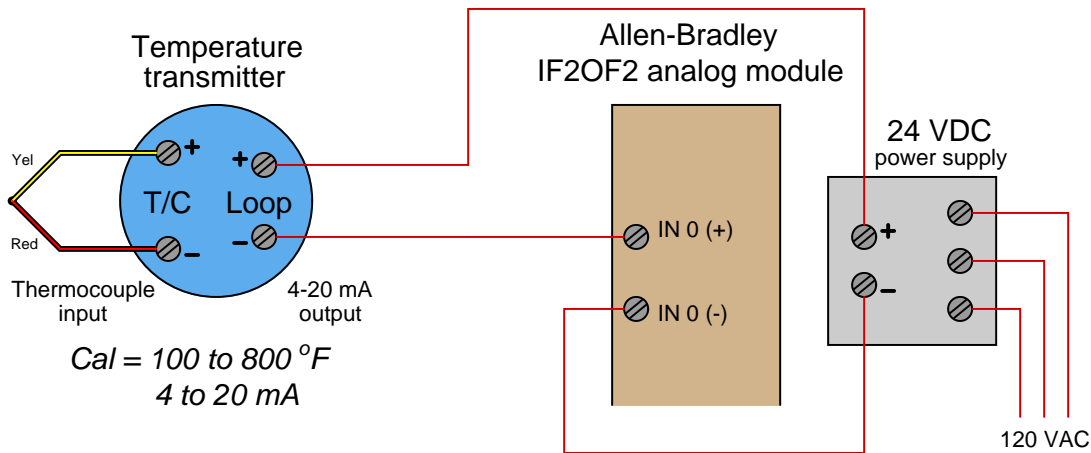 Temperature
transmitter
Allen-Bradley
IF2OF2 analog module
24 VDC
power supply
Yel
Red
+
+
T/C
Loop
−
−
Thermocouple
input
4-20 mA
output
Cal = 100 to 800 °F
4 to 20 mA
IN 0 (+)
IN 0 (-)
+
−
120 VAC